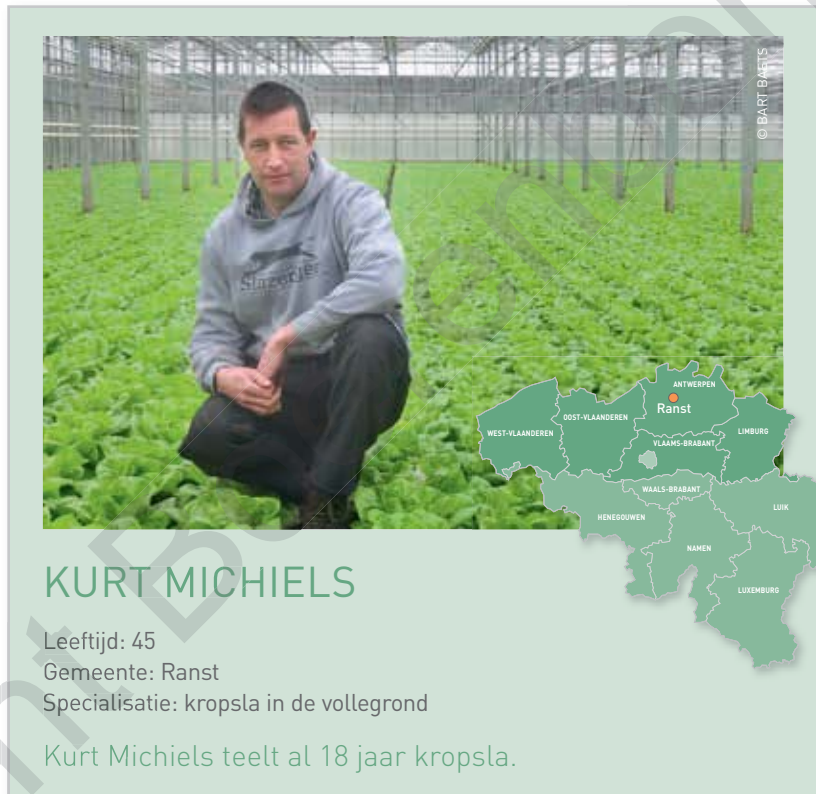 © BART BAETS
Slazenger
ANTWERPEN
Ranst
WEST-VLAANDEREN
OOST-VLAANDEREN
VLAAMS-BRABANT
LIMBURG
WAALS-BRABANT
HENEGOUWEN
LUIK
NAMEN
LUXEMBURG
KURT MICHIELS
Leeftijd: 45
Gemeente: Ranst
Specialisatie: kropsla in de vollegrond
Kurt Michiels teelt al 18 jaar kropsla.